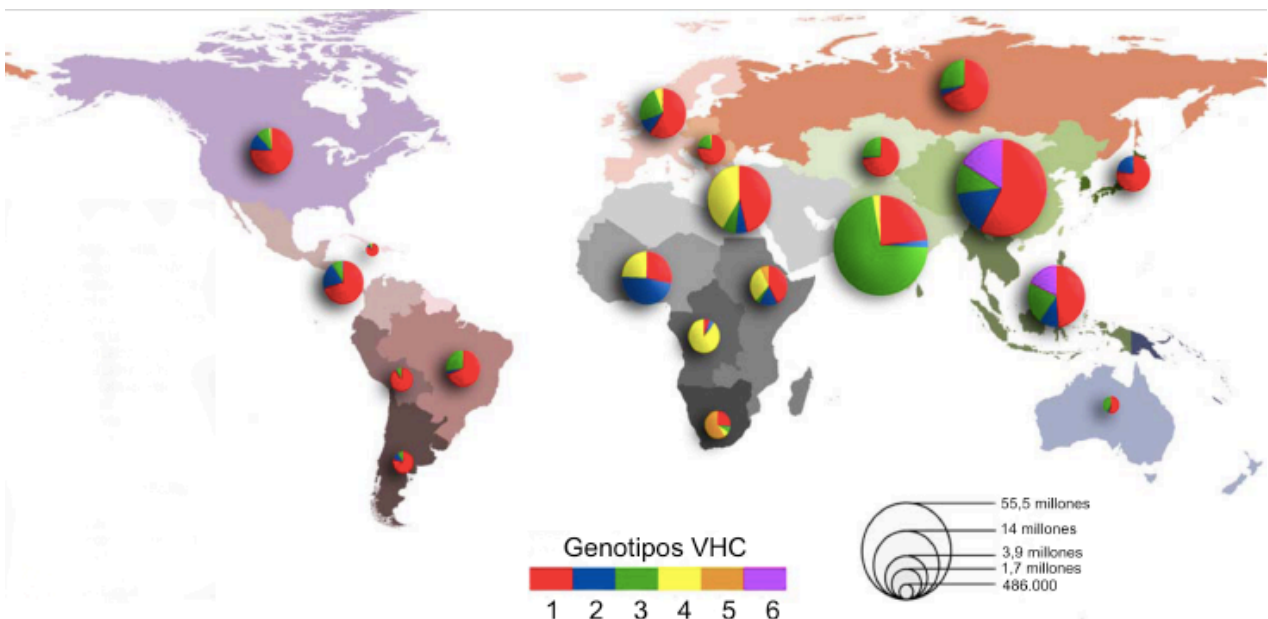 55,5 millones
14 millones
3,9 millones
1,7 millones
486.000
Genotipos VHC
1 2 3 4 5 6